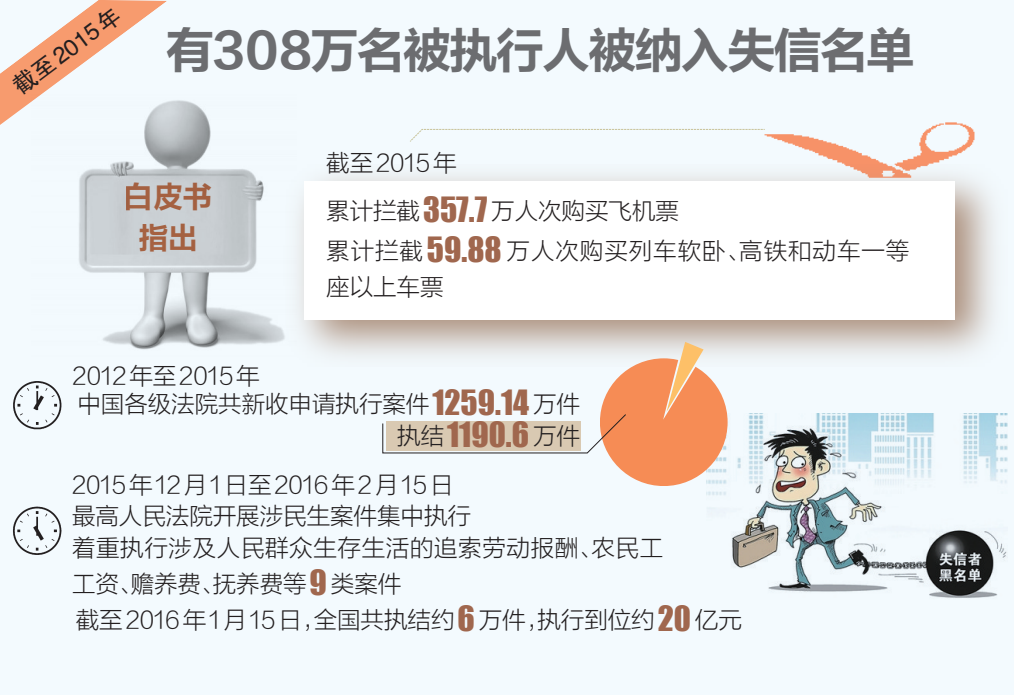 截至2015年
有308万名被执行人被纳入失信名单
白皮书
指出
截至2015年
累计拦截357.7万人次购买飞机票
累计拦截59.88万人次购买列车软卧、高铁和动车一等
座以上车票
2012年至2015年
中国各级法院共新收申请执行案件1259.14万件
执结1190.6万件
2015年12月1日至2016年2月15日
最高人民法院开展涉民生案件集中执行
着重执行涉及人民群众生存生活的追索劳动报酬、农民工
工资、赡养费、抚养费等9类案件
截至2016年1月15日,全国共执结约6万件,执行到位约20亿元
失信者
黑名单